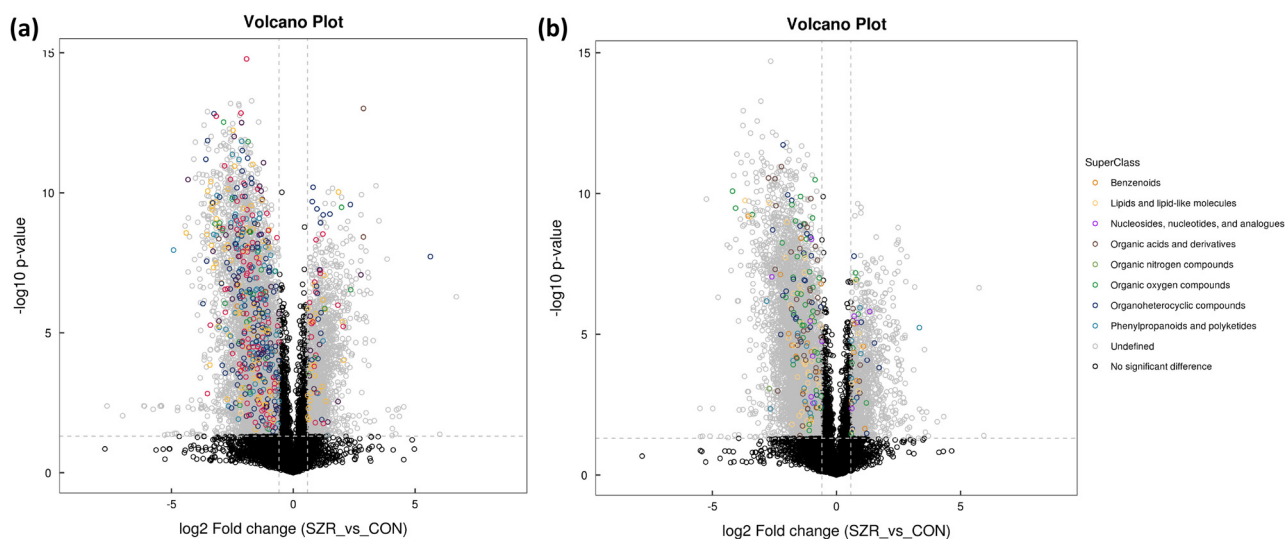 (a)
Volcano Plot
15
10
5
0
-log10 p-value
-5
0
5
log2 Fold change (SZR_vs_CON)
(b)
Volcano Plot
15
10
5
0
-log10 p-value
-5
0
5
log2 Fold change (SZR_vs_CON)
SuperClass
Benzenoids
Lipids and lipid-like molecules
Nucleosides, nucleotides, and analogues
Organic acids and derivatives
Organic nitrogen compounds
Organic oxygen compounds
Organoheterocyclic compounds
Phenylpropanoids and polyketides
Undefined
No significant difference